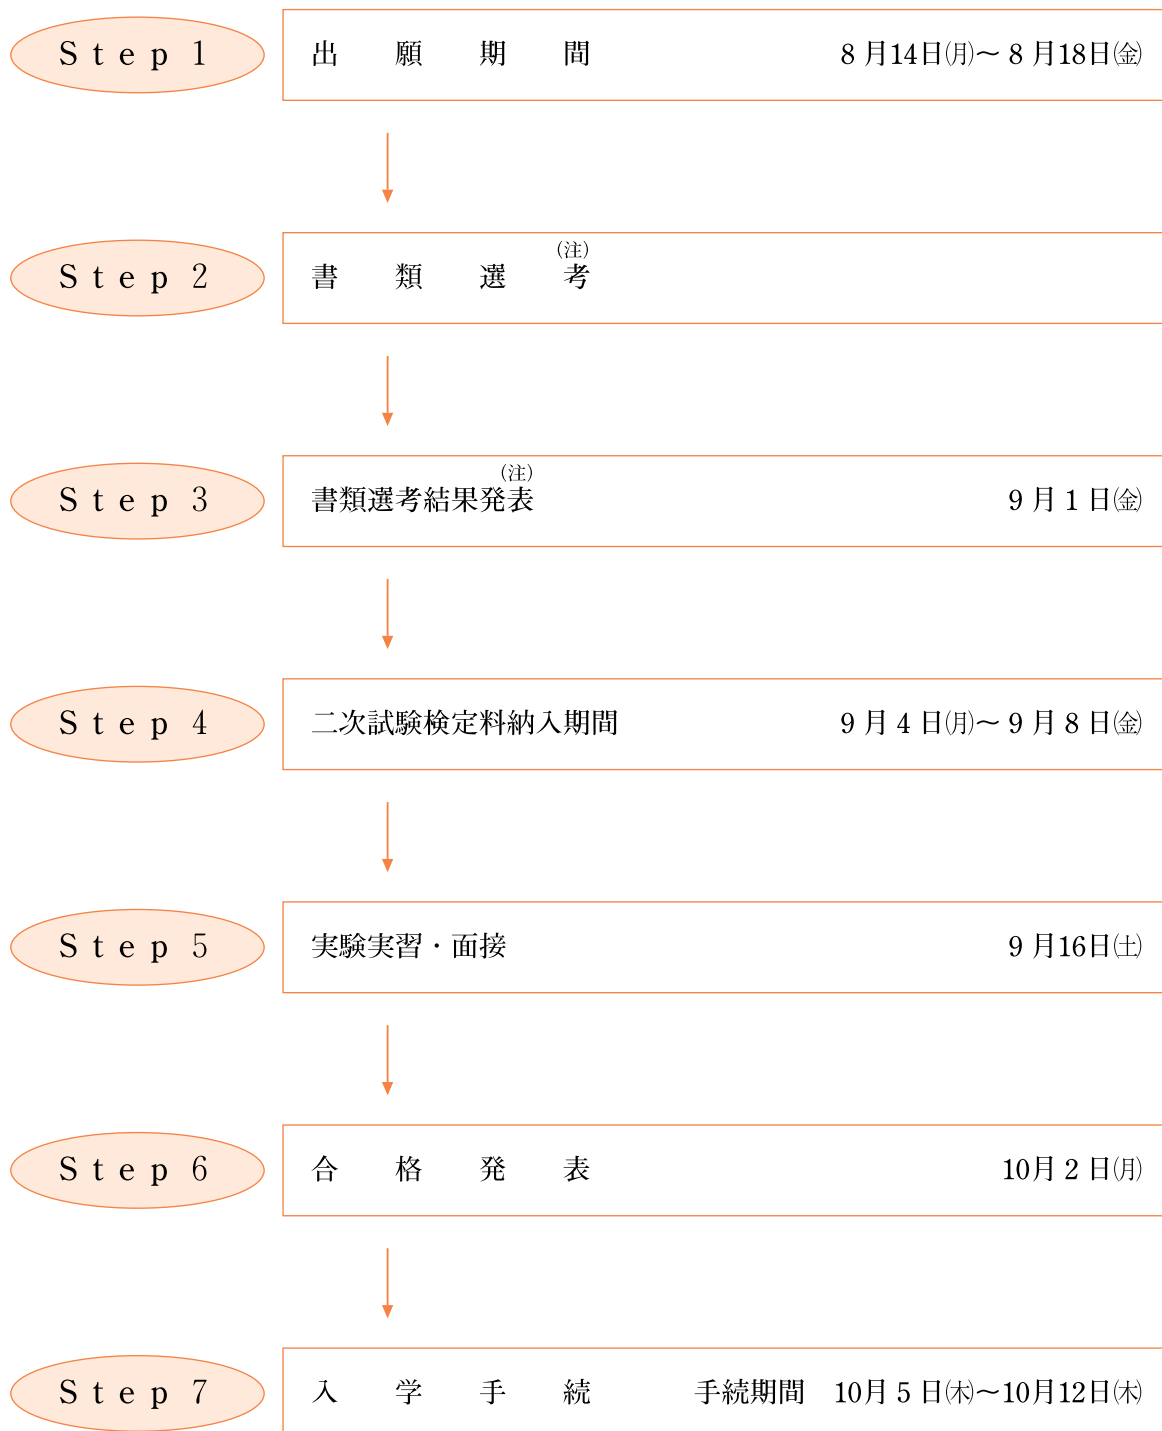 Step 1 出願期間 8月14日㈪〜8月18日㈮
Step 2 書類選考(注)
Step 3 書類選考結果発表(注) 9月1日㈮
Step 4 二次試験検定料納入期間 9月4日㈪〜9月8日㈮
Step 5 実験実習・面接 9月16日㈯
Step 6 合格発表 10月2日㈪
Step 7 入学手続 手続期間 10月5日㈭〜10月12日㈭